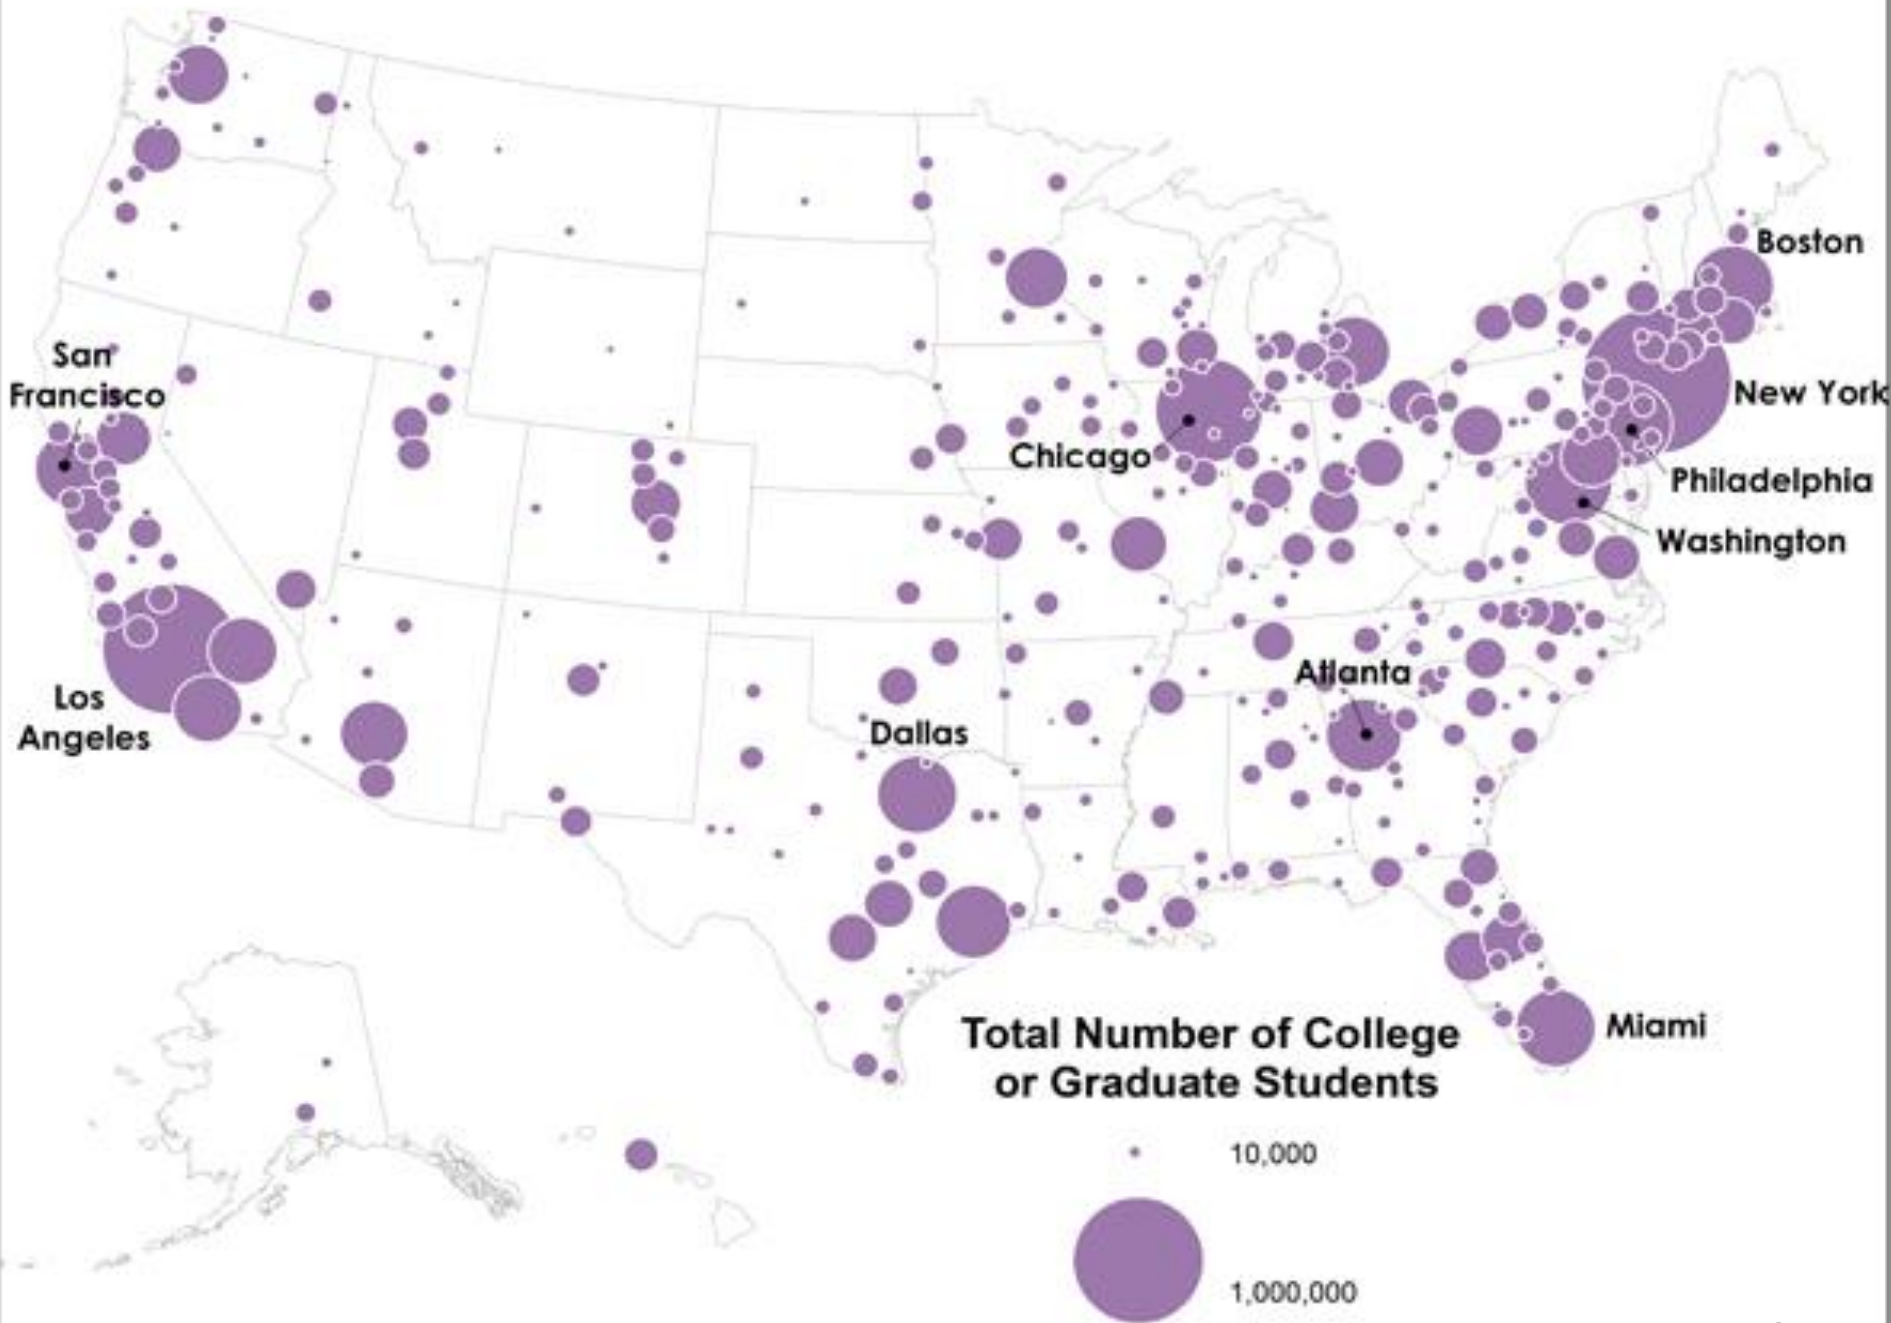 Boston
San
Francisco
New York
Chicago
Philadelphia
Washington
Atlanta
Los
Angeles
Dallas
Miami
Total Number of College
or Graduate Students
10,000
1,000,000